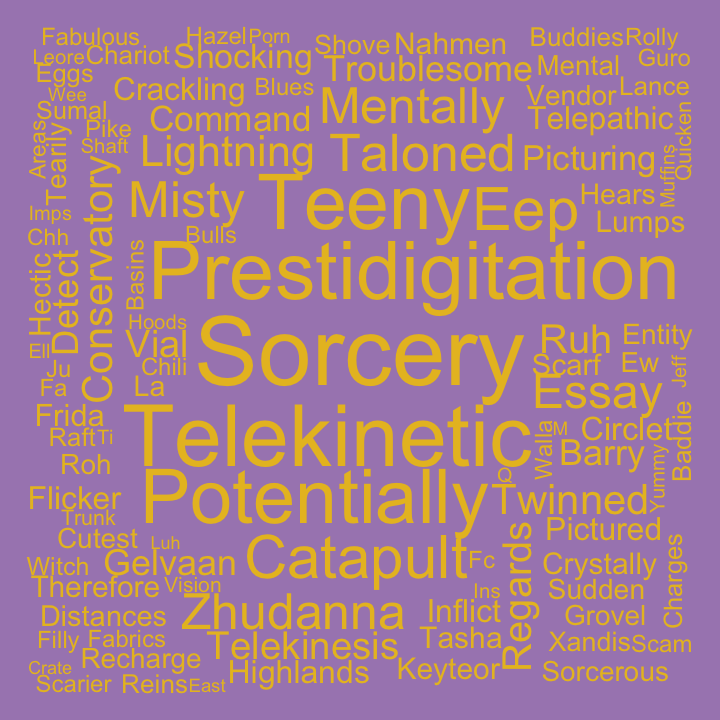 Fabulous Hazel Porn Shove Nahmen Buddies Rolly
Leore Chariot Shocking Guro
Eggs Troublesome Mental
Wee Crackling Blues Vendor Lance
Sumal Command Mentally Telepathic
Pike
Shaft
Areas
Tearily
Lightning Taloned Picturing
Muffins
Quicken
Conservatory
Imps Misty Teeny Eep Hears
Lumps
Chh Bulls
Hectic
Detect
Basins
Prestidigitation
Hoods
Ell Vial Sorcery Ruh Entity
Ju Chili Scarf Ew
Jeff
Fa La Essay
Frida Telekinetic Circlet
Raft Ti M
Walla
Baddie
Roh Barry
Q
Yummy
Flicker Potentially Twinned
Trunk Pictured
Cutest Luh
Witch Gelvaan Catapult Fc Crystally
Regards
Charges
Therefore Vision Ins Sudden
Distances Zhudanna Inflict Grovel
Filly Fabrics Telekinesis Tasha Xandis Scam
Crate Recharge Highlands Keyteor Sorcerous
Scarier Reins East